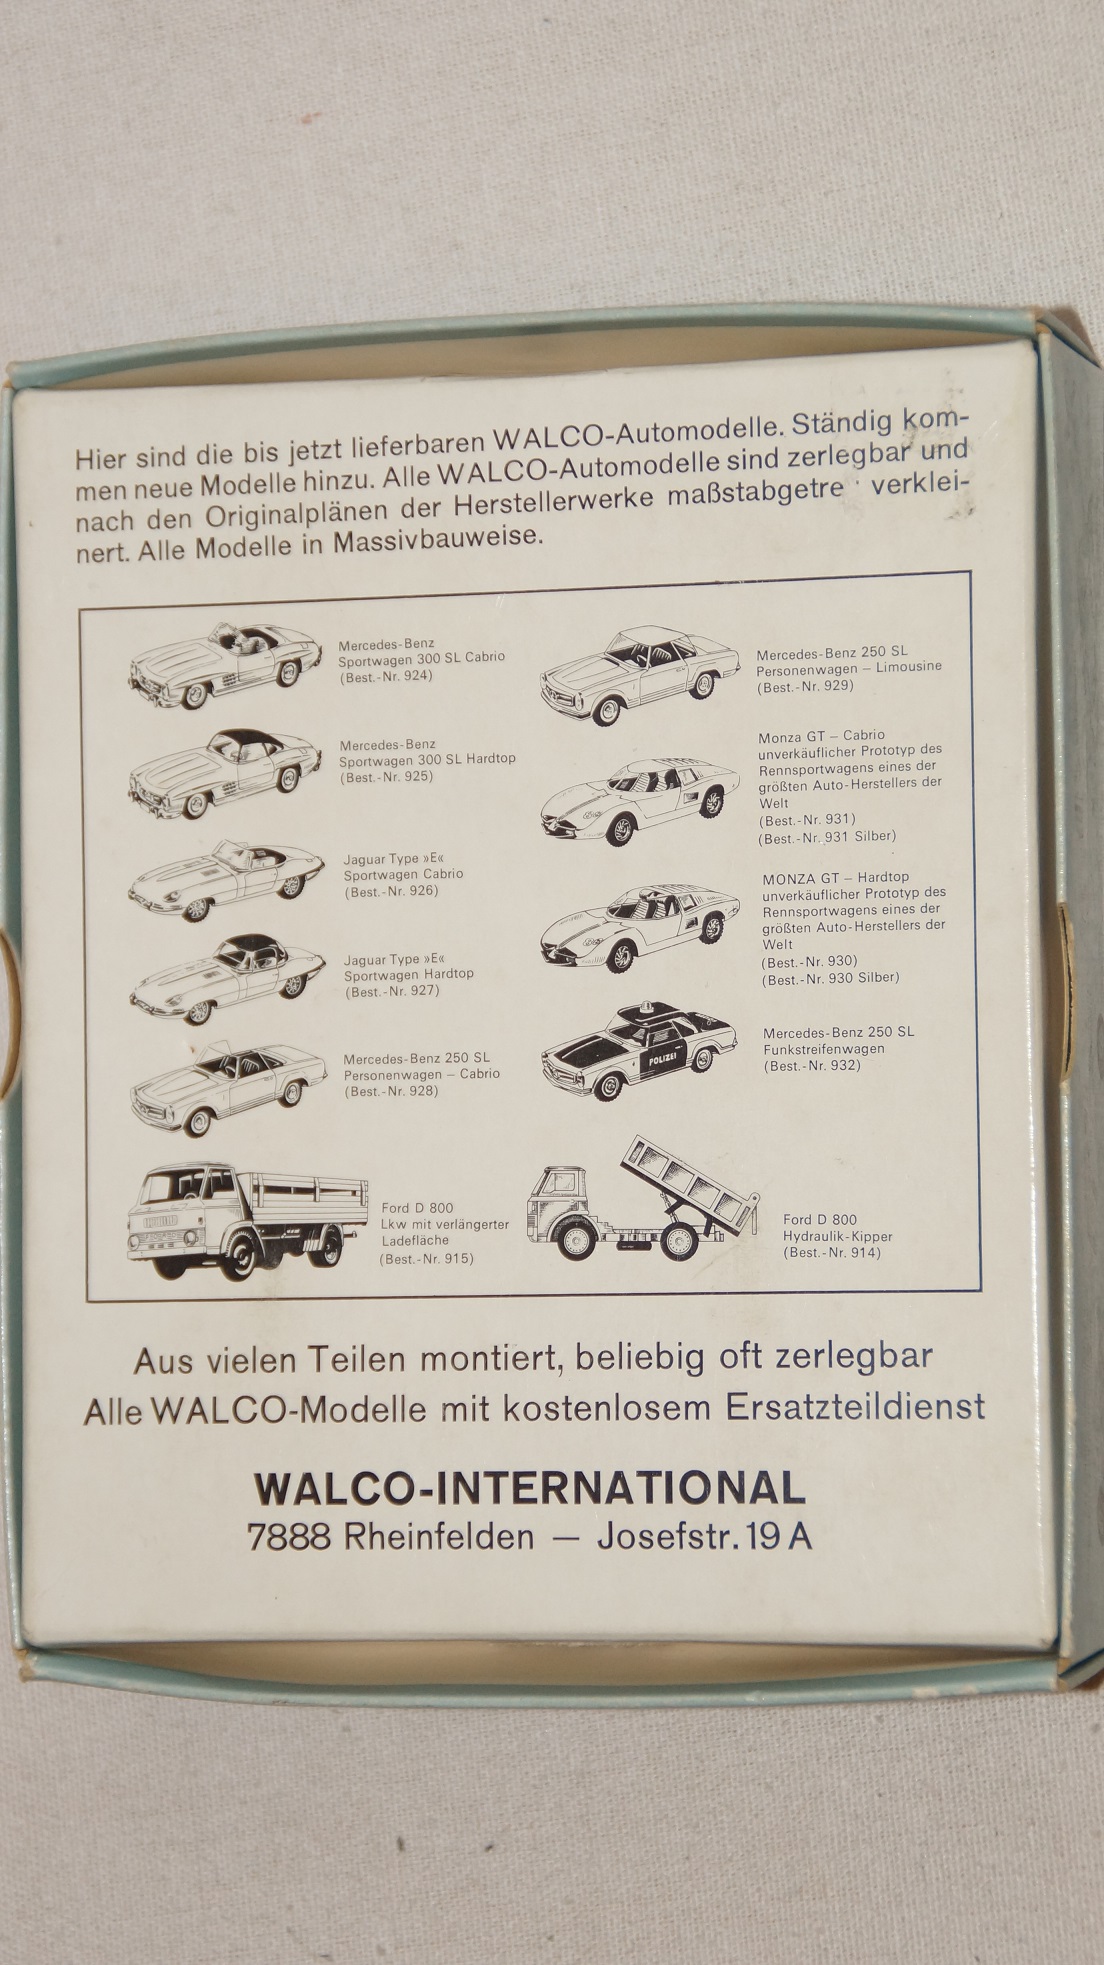 Hier sind die bis jetzt lieferbaren WALCO-Automodelle. Ständig kom-
men neue Modelle hinzu. Alle WALCO-Automodelle sind zerlegbar und
nach den Originalplänen der Herstellerwerke maßstabgetre verklei-
nert. Alle Modelle in Massivbauweise.
Mercedes-Benz
Sportwagen 300 SL Cabrio
(Best.-Nr. 924)
Mercedes-Benz
Sportwagen 300 SL Hardtop
(Best.-Nr. 925)
Jaguar Type »E«
Sportwagen Cabrio
(Best.-Nr. 926)
Jaguar Type »E«
Sportwagen Hardtop
(Best.-Nr. 927)
Mercedes-Benz 250 SL
Personenwagen – Cabrio
(Best.-Nr. 928)
Ford D 800
Lkw mit verlängerter
Ladefläche
(Best.-Nr. 915)
Mercedes-Benz 250 SL
Personenwagen – Limousine
(Best.-Nr. 929)
Monza GT – Cabrio
unverkäuflicher Prototyp des
Rennsportwagens eines der
größten Auto-Herstellers der
Welt
(Best.-Nr. 931)
(Best.-Nr. 931 Silber)
MONZA GT – Hardtop
unverkäuflicher Prototyp des
Rennsportwagens eines der
größten Auto-Herstellers der
Welt
(Best.-Nr. 930)
(Best.-Nr. 930 Silber)
POLIZEI
Mercedes-Benz 250 SL
Funkstreifenwagen
(Best.-Nr. 932)
Ford D 800
Hydraulik-Kipper
(Best.-Nr. 914)
Aus vielen Teilen montiert, beliebig oft zerlegbar
Alle WALCO-Modelle mit kostenlosem Ersatzteildienst
WALCO-INTERNATIONAL
7888 Rheinfelden — Josefstr. 19 A